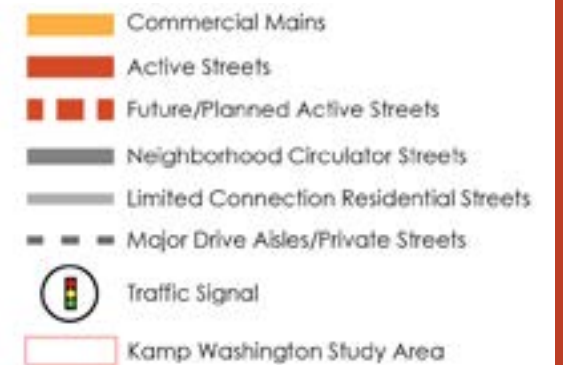 Commercial Mains
Active Streets
Future/Planned Active Streets
Neighborhood Circulator Streets
Limited Connection Residential Streets
Major Drive Aisles/Private Streets
Traffic Signal
Kamp Washington Study Area